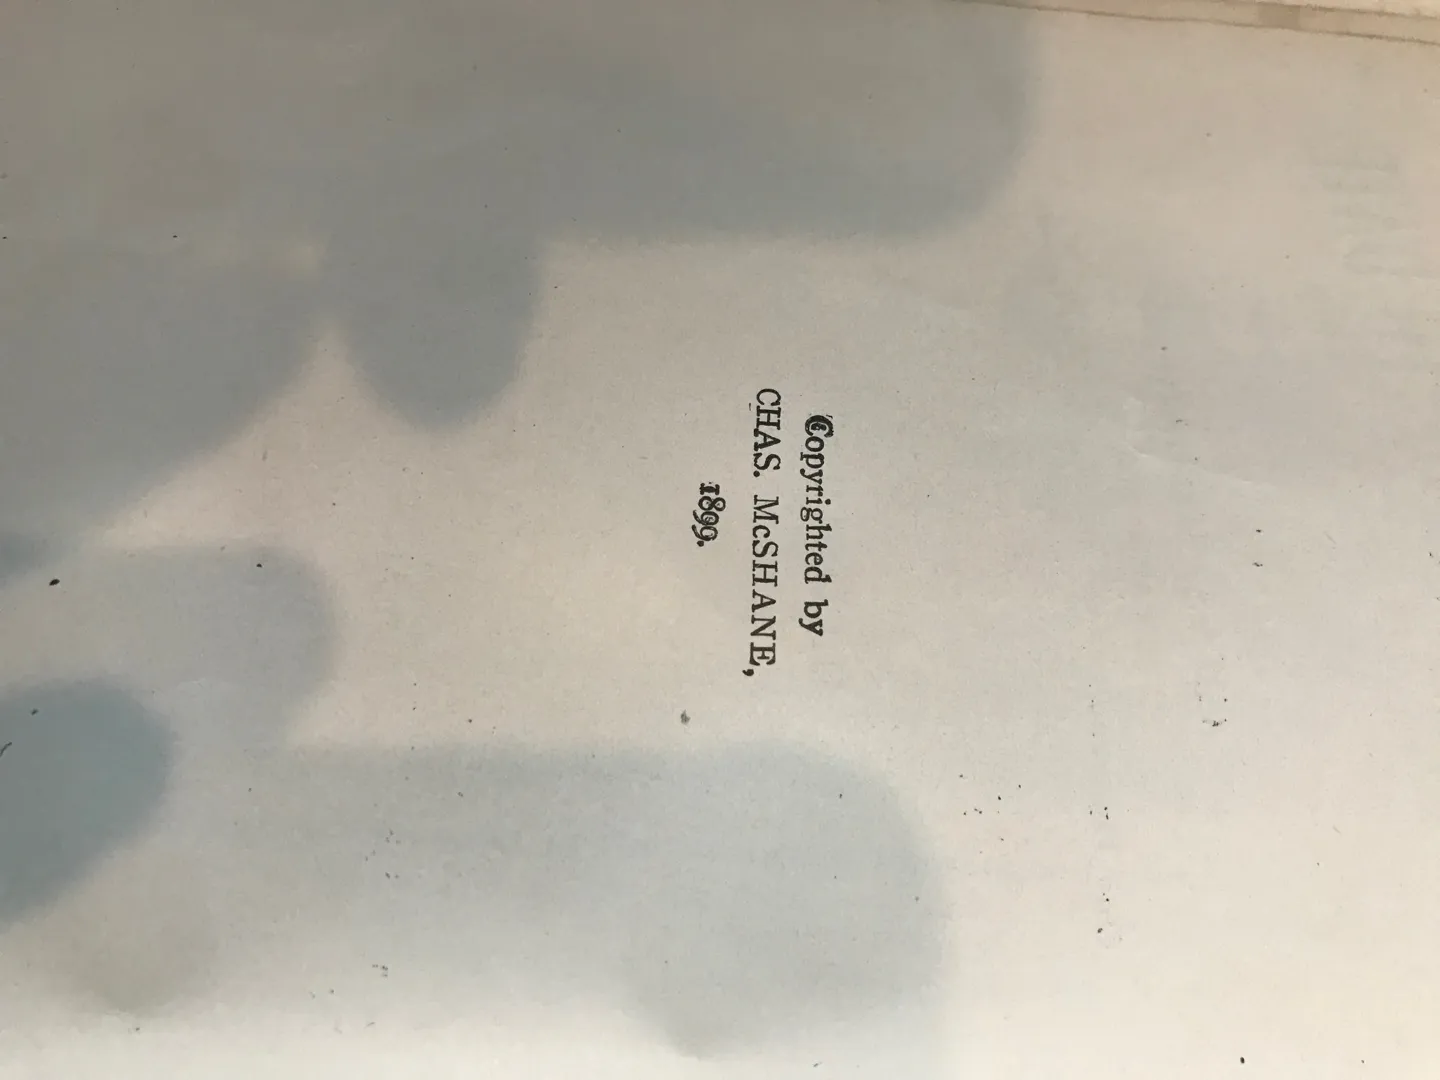 Copyrighted by
CHAS. McSHANE,
1899.